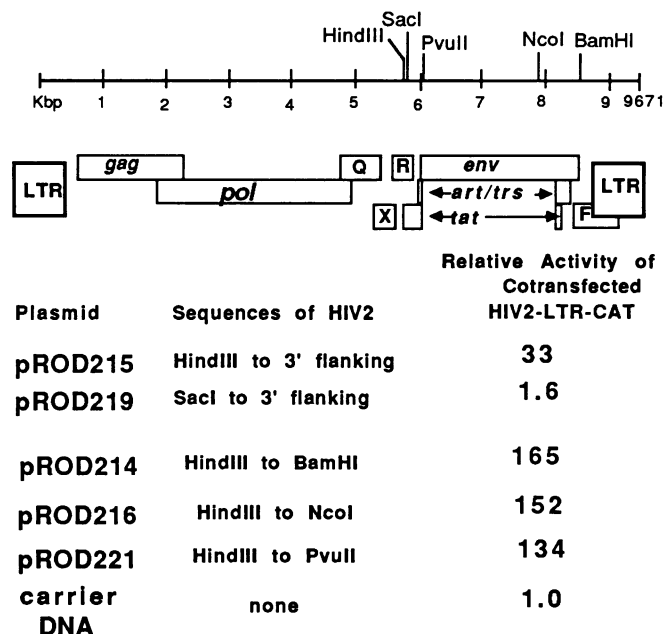 SacI
HindIII
PvuII
NcoI
BamHI
Kbp 1 2 3 4 5 6 7 8 9 9671
gag
Q
R
env
LTR
pol
art/trs
LTR
X
tat
F
Relative Activity of
Cotransfected
Plasmid Sequences of HIV2 HIV2-LTR-CAT
pROD215 HindIII to 3' flanking 33
pROD219 SacI to 3' flanking 1.6
pROD214 HindIII to BamHI 165
pROD216 HindIII to NcoI 152
pROD221 HindIII to PvuII 134
carrier
DNA none 1.0